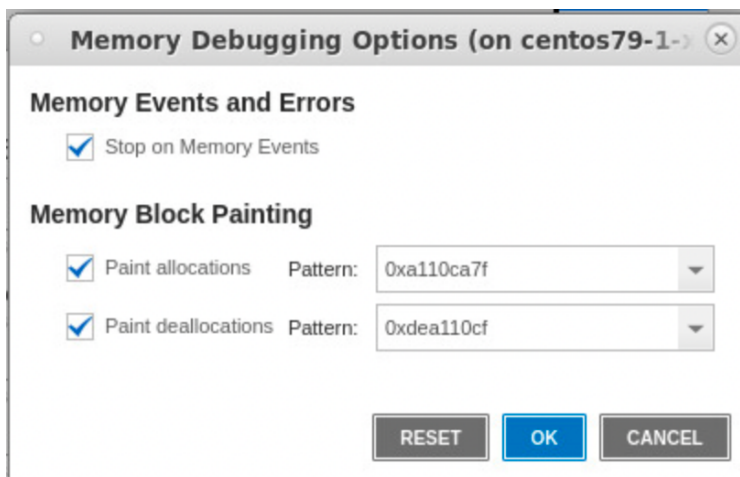 Memory Debugging Options (on centos79-1-
Memory Events and Errors
Stop on Memory Events
Memory Block Painting
Paint allocations Pattern: 0xa110ca7f
Paint deallocations Pattern: 0xdea110cf
RESET OK CANCEL